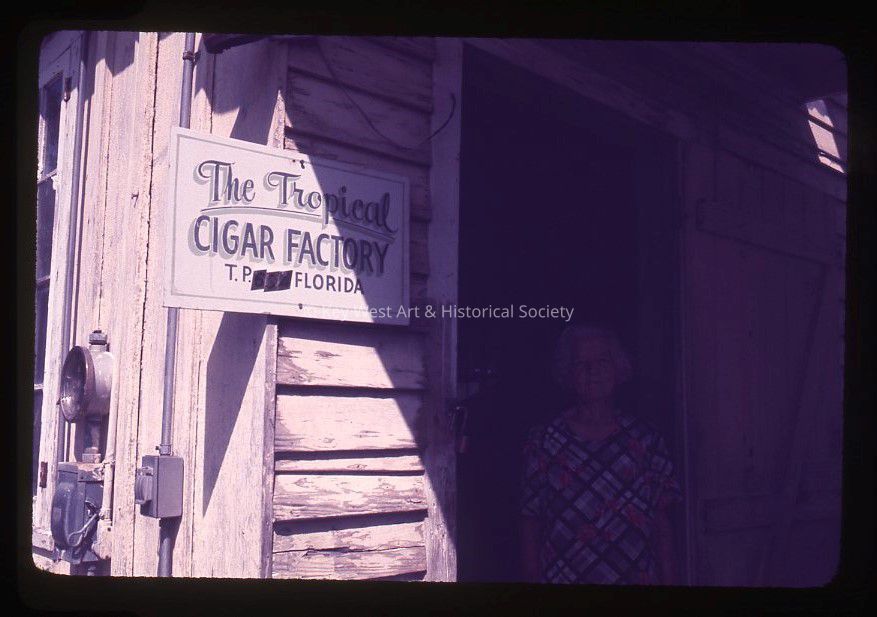 The Tropical
CIGAR FACTORY
T.P. FLORIDA
Key West Art & Historical Society